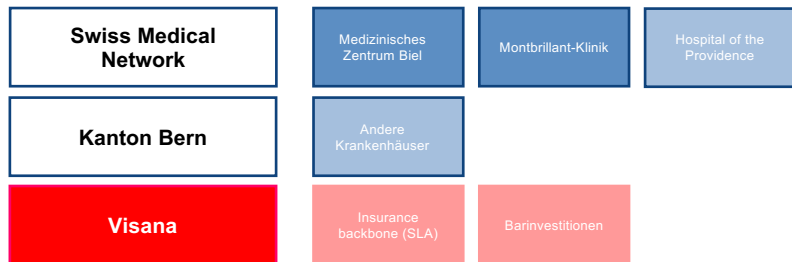 Swiss Medical
Network
Medizinisches
Zentrum Biel
Montbrillant-Klinik
Hospital of the
Providence
Kanton Bern
Andere
Krankenhäuser
Visana
Insurance
backbone (SLA)
Barinvestitionen